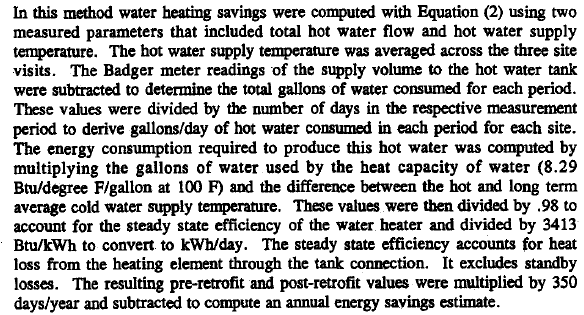 In this method water heating savings were computed with Equation (2) using two
measured parameters that included total hot water flow and hot water supply
temperature. The hot water supply temperature was averaged across the three site
visits. The Badger meter readings of the supply volume to the hot water tank
were subtracted to determine the total gallons of water consumed for each period.
These values were divided by the number of days in the respective measurement
period to derive gallons/day of hot water consumed in each period for each site.
The energy consumption required to produce this hot water was computed by
multiplying the gallons of water used by the heat capacity of water (8.29
Btu/degree F/gallon at 100 F) and the difference between the hot and long term
average cold water supply temperature. These values were then divided by .98 to
account for the steady state efficiency of the water heater and divided by 3413
Btu/kWh to convert to kWh/day. The steady state efficiency accounts for heat
loss from the heating element through the tank connection. It excludes standby
losses. The resulting pre-retrofit and post-retrofit values were multiplied by 350
days/year and subtracted to compute an annual energy savings estimate.